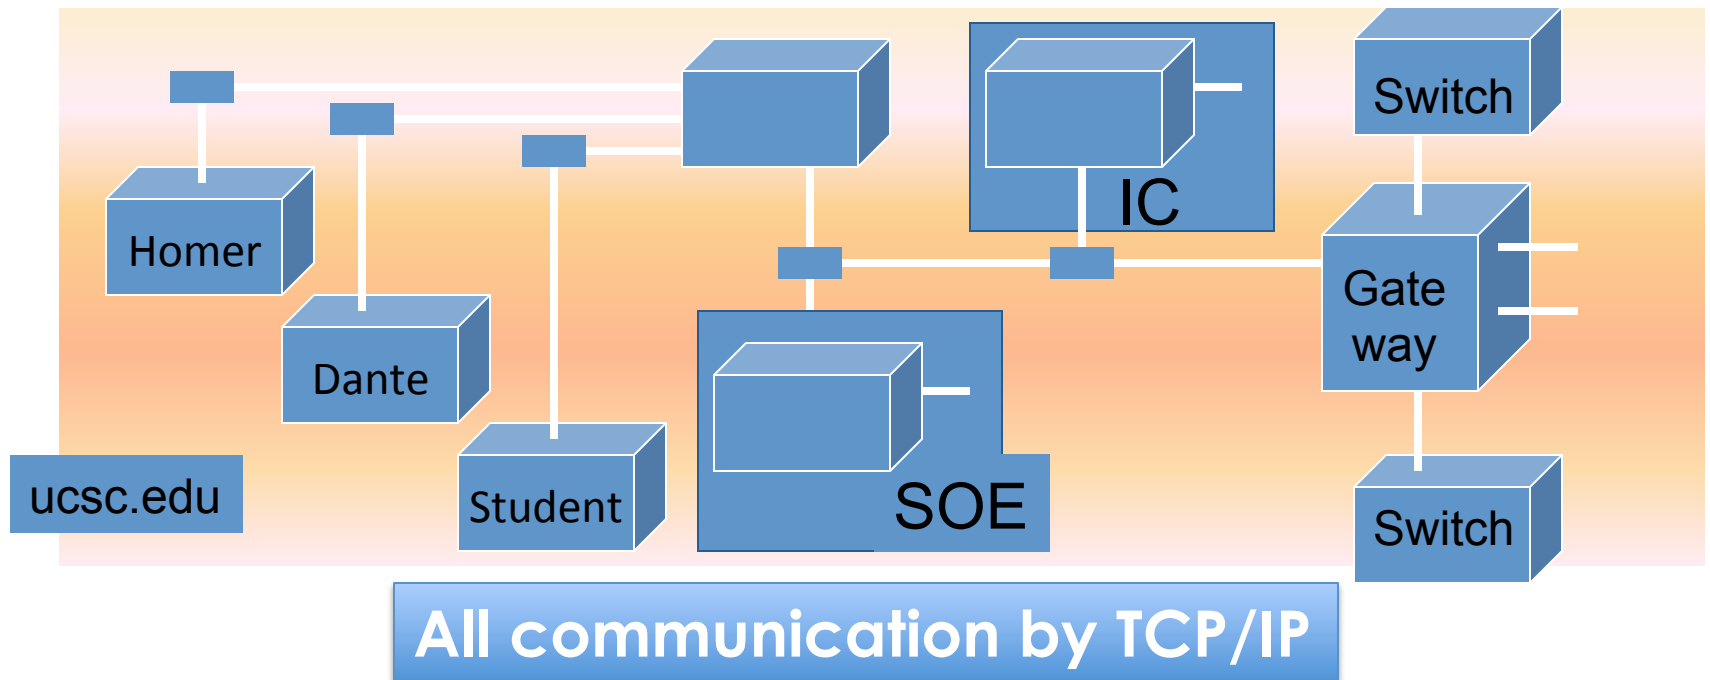 Switch
IC
Homer
Gate
way
Dante
ucsc.edu
Student
SOE
Switch
All communication by TCP/IP